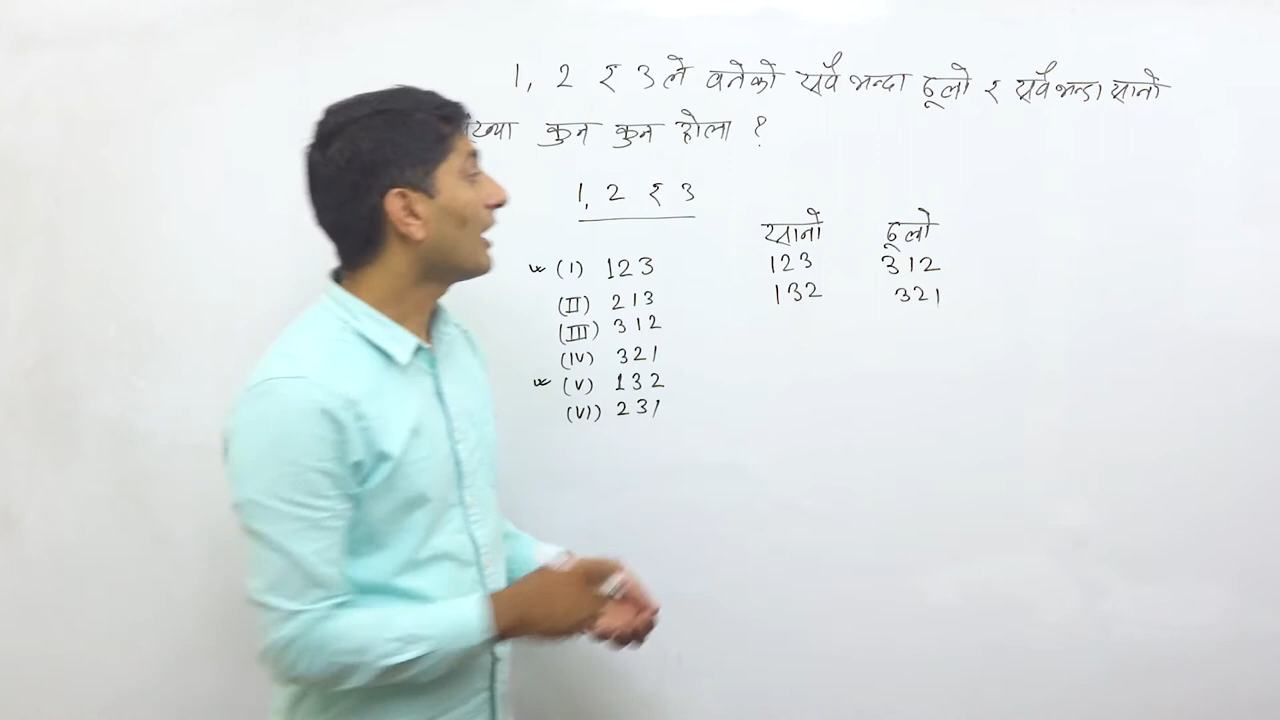 1, 2 र 3 ले बनेको सबै भन्दा ठूलो र सबै भन्दा सानो
कुन कुन होला ?
1, 2 र 3
सानो ठूलो
(I) 123
123 312
(II) 213
132 321
(III) 312
(IV) 321
(V) 132
(VI) 231